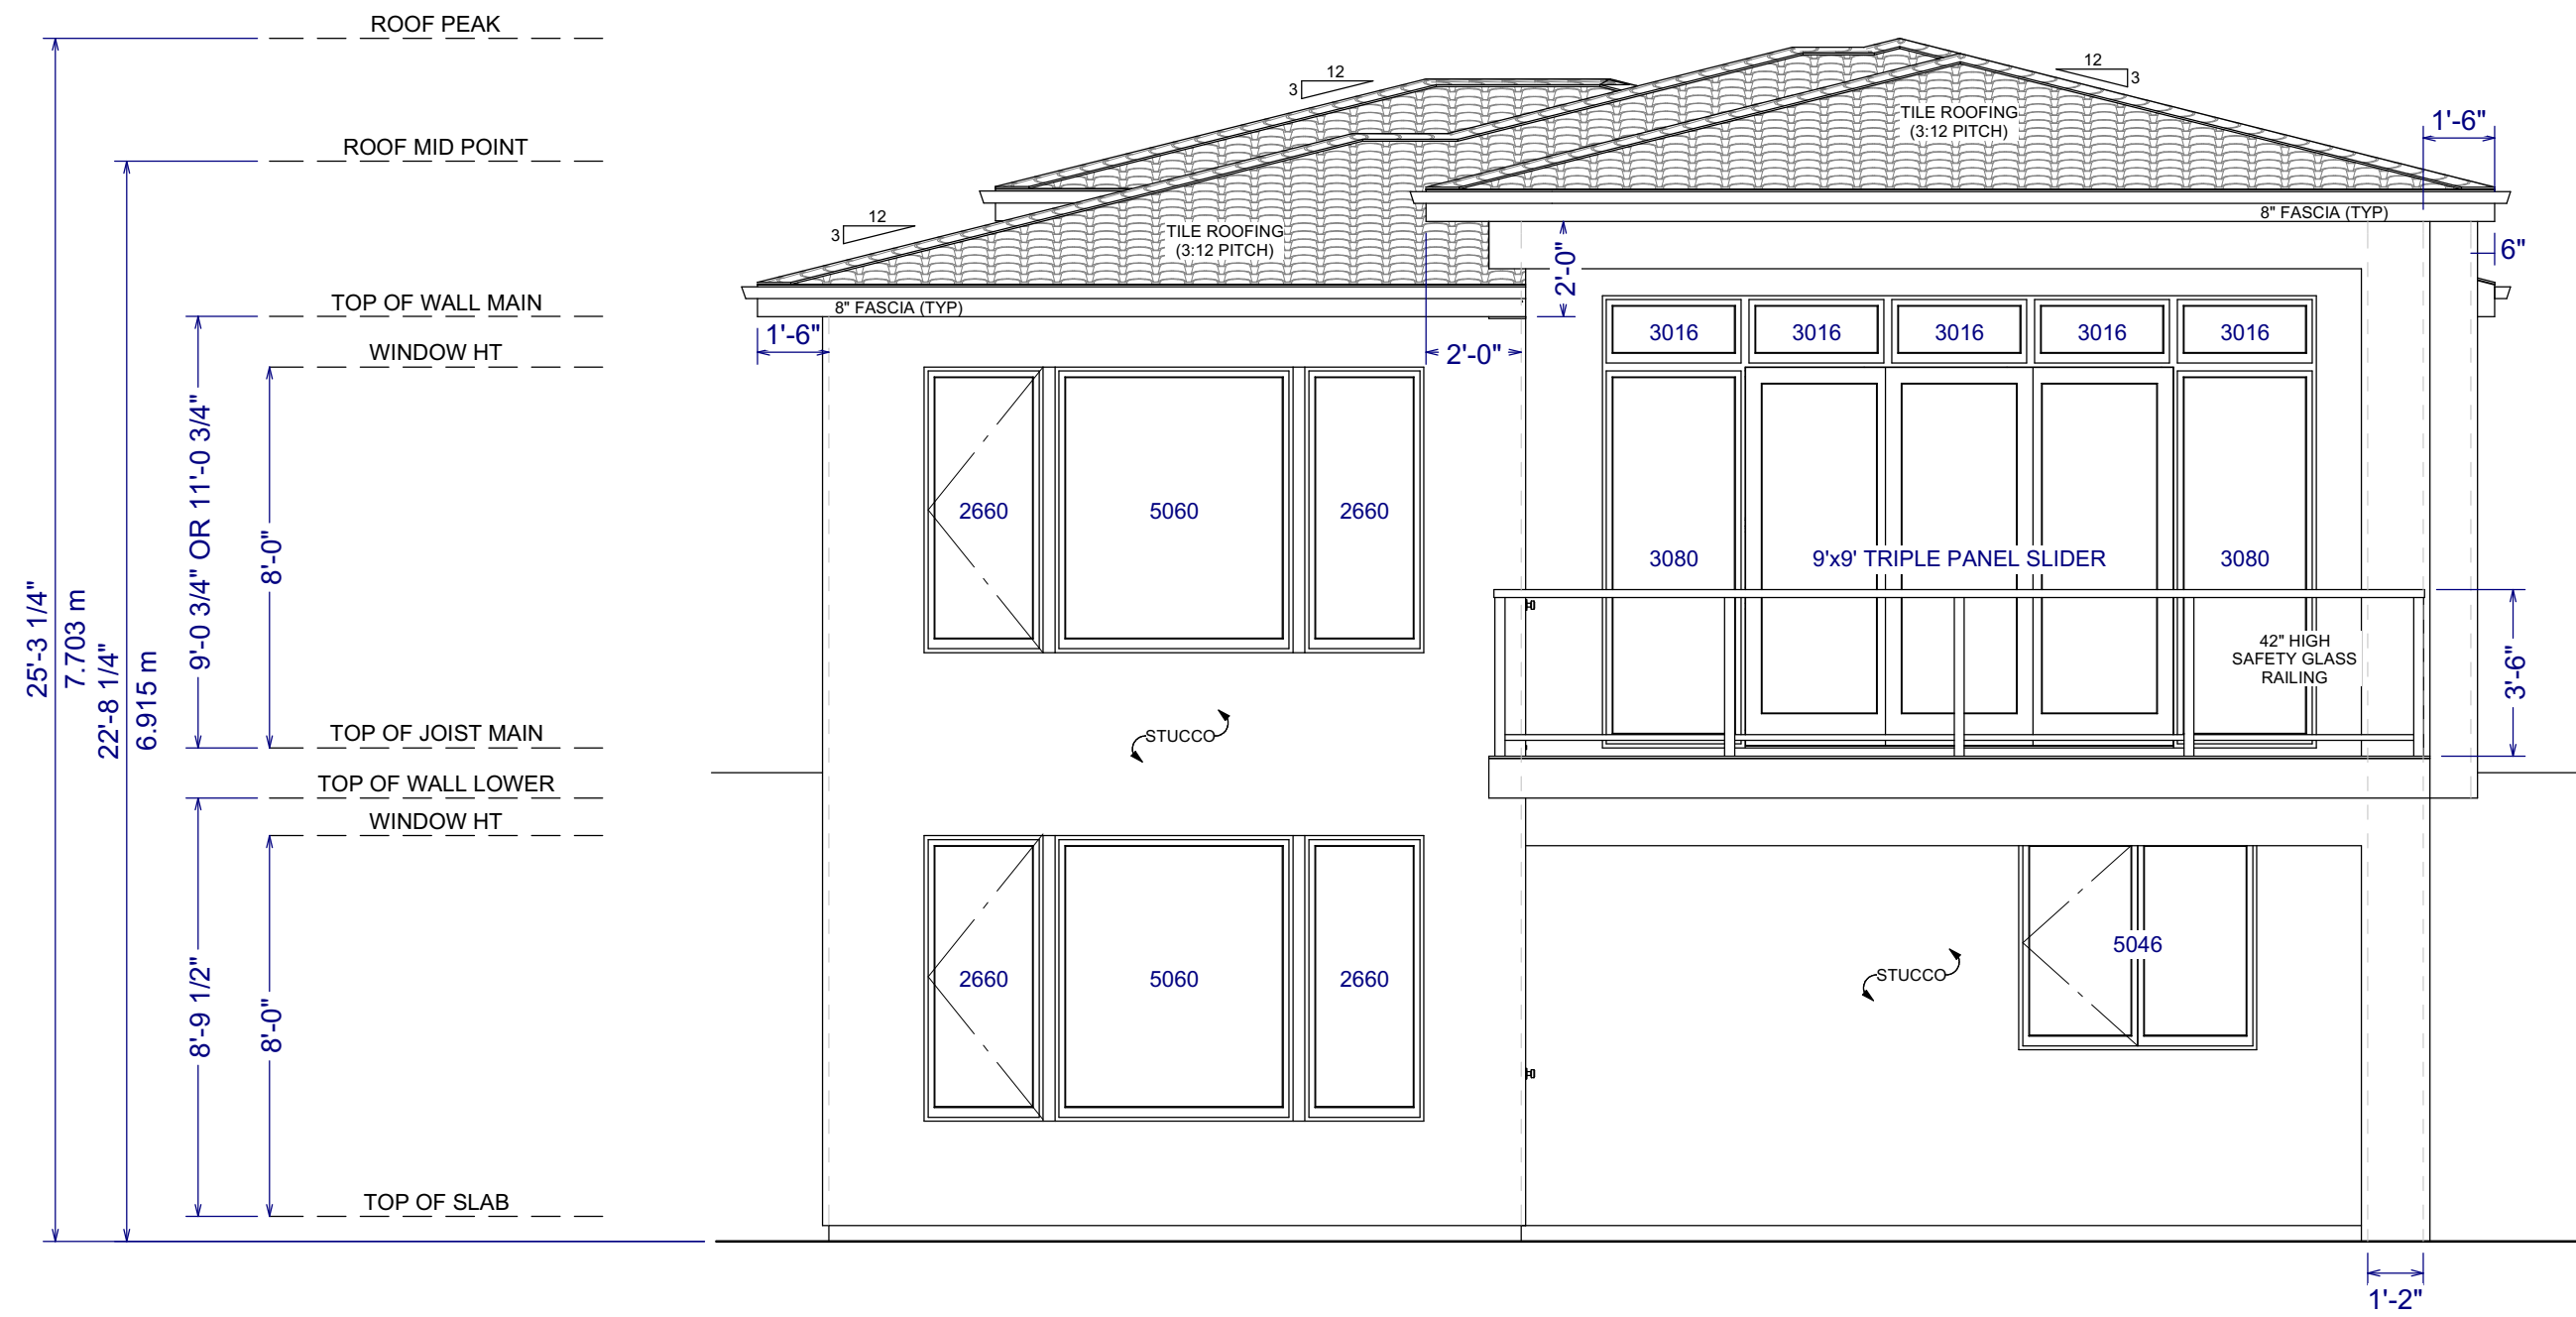 ROOF PEAK
ROOF MID POINT
TOP OF WALL MAIN
WINDOW HT
TOP OF JOIST MAIN
TOP OF WALL LOWER
WINDOW HT
TOP OF SLAB
25'-3 1/4"
7.703 m
22'-8 1/4"
6.915 m
9'-0 3/4" OR 11'-0 3/4"
8'-0"
8'-9 1/2"
8'-0"
12
3
12
3
12
3
TILE ROOFING
(3:12 PITCH)
TILE ROOFING
(3:12 PITCH)
1'-6"
8" FASCIA (TYP)
6"
8" FASCIA (TYP)
1'-6"
2'-0"
2'-0"
3016
3016
3016
3016
3016
2660
5060
2660
3080
9'x9' TRIPLE PANEL SLIDER
3080
42" HIGH
SAFETY GLASS
RAILING
3'-6"
STUCCO
2660
5060
2660
STUCCO
5046
1'-2"